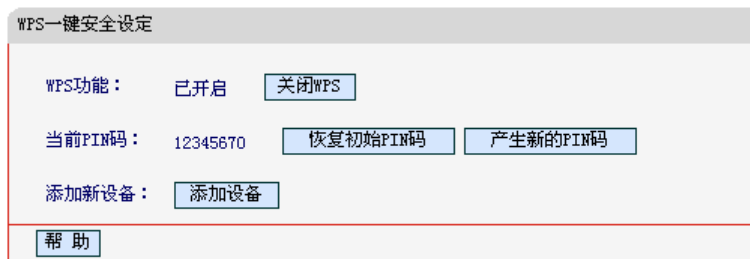 WPS一键安全设定
WPS功能： 已开启 关闭WPS
当前PIN码： 12345670 恢复初始PIN码 产生新的PIN码
添加新设备： 添加设备
帮 助